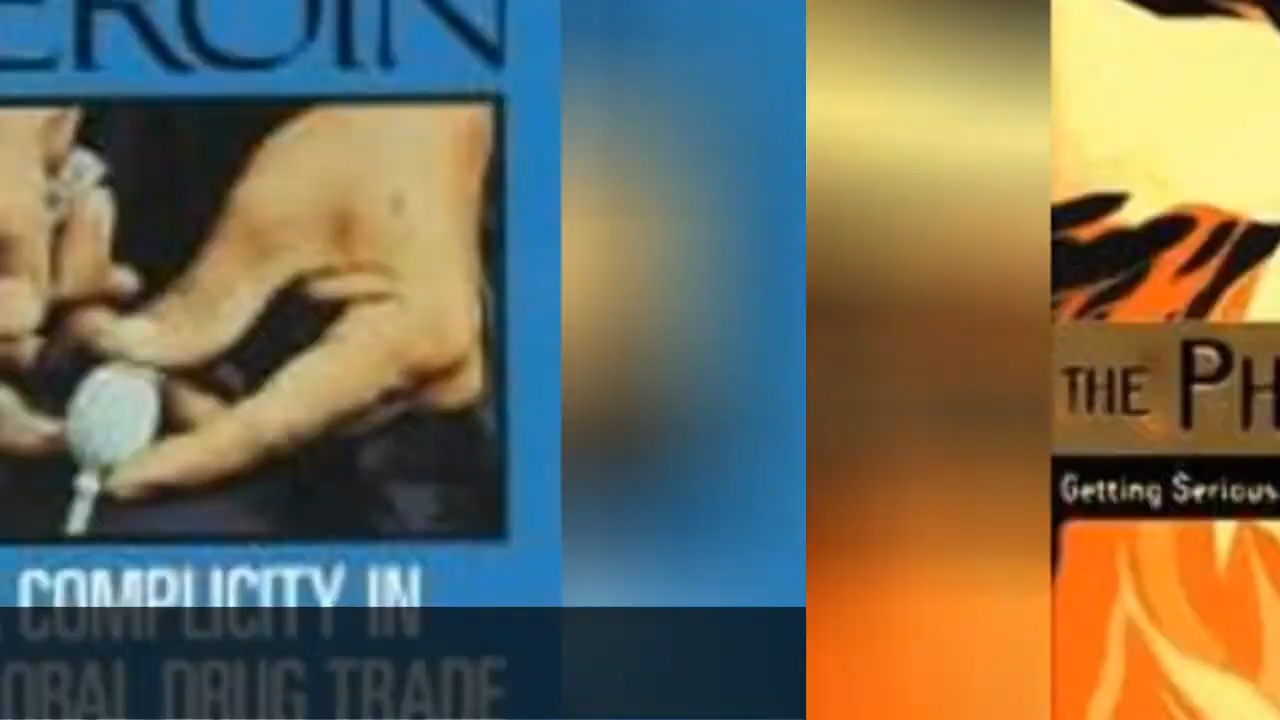 EROIN
COMPLICITY IN
OBAL DRUG TRADE
THE PH
Getting Serious